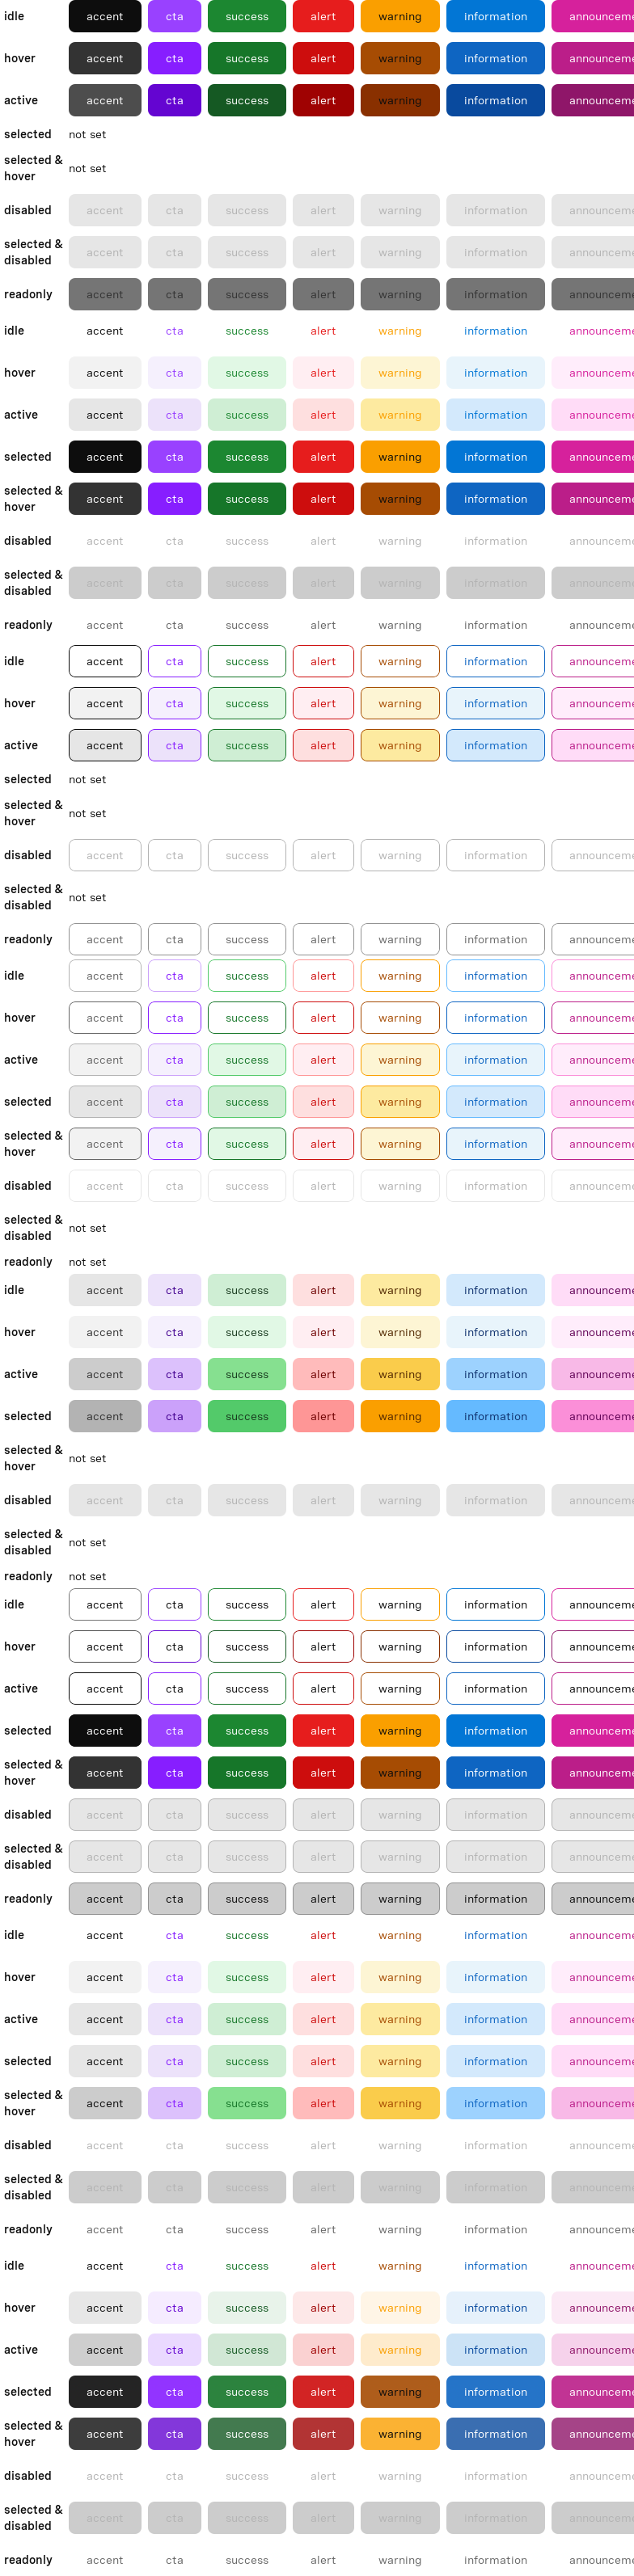 idle accent cta success alert warning information announceme
hover accent cta success alert warning information announceme
active accent cta success alert warning information announceme
selected not set
selected &
hover
not set
disabled accent cta success alert warning information announceme
selected &
disabled
accent cta success alert warning information announceme
readonly accent cta success alert warning information announceme
idle accent cta success alert warning information announceme
hover accent cta success alert warning information announceme
active accent cta success alert warning information announceme
selected accent cta success alert warning information announceme
selected &
hover
accent cta success alert warning information announceme
disabled accent cta success alert warning information announceme
selected &
disabled
accent cta success alert warning information announceme
readonly accent cta success alert warning information announceme
idle accent cta success alert warning information announceme
hover accent cta success alert warning information announceme
active accent cta success alert warning information announceme
selected not set
selected &
hover
not set
disabled accent cta success alert warning information announceme
selected &
disabled
not set
readonly accent cta success alert warning information announceme
idle accent cta success alert warning information announceme
hover accent cta success alert warning information announceme
active accent cta success alert warning information announceme
selected accent cta success alert warning information announceme
selected &
hover
accent cta success alert warning information announceme
disabled accent cta success alert warning information announceme
selected &
disabled
not set
readonly not set
idle accent cta success alert warning information announceme
hover accent cta success alert warning information announceme
active accent cta success alert warning information announceme
selected accent cta success alert warning information announceme
selected &
hover
not set
disabled accent cta success alert warning information announceme
selected &
disabled
not set
readonly not set
idle accent cta success alert warning information announceme
hover accent cta success alert warning information announceme
active accent cta success alert warning information announceme
selected accent cta success alert warning information announceme
selected &
hover
accent cta success alert warning information announceme
disabled accent cta success alert warning information announceme
selected &
disabled
accent cta success alert warning information announceme
readonly accent cta success alert warning information announceme
idle accent cta success alert warning information announceme
hover accent cta success alert warning information announceme
active accent cta success alert warning information announceme
selected accent cta success alert warning information announceme
selected &
hover
accent cta success alert warning information announceme
disabled accent cta success alert warning information announceme
selected &
disabled
accent cta success alert warning information announceme
readonly accent cta success alert warning information announceme
idle accent cta success alert warning information announceme
hover accent cta success alert warning information announceme
active accent cta success alert warning information announceme
selected accent cta success alert warning information announceme
selected &
hover
accent cta success alert warning information announceme
disabled accent cta success alert warning information announceme
selected &
disabled
accent cta success alert warning information announceme
readonly accent cta success alert warning information announceme